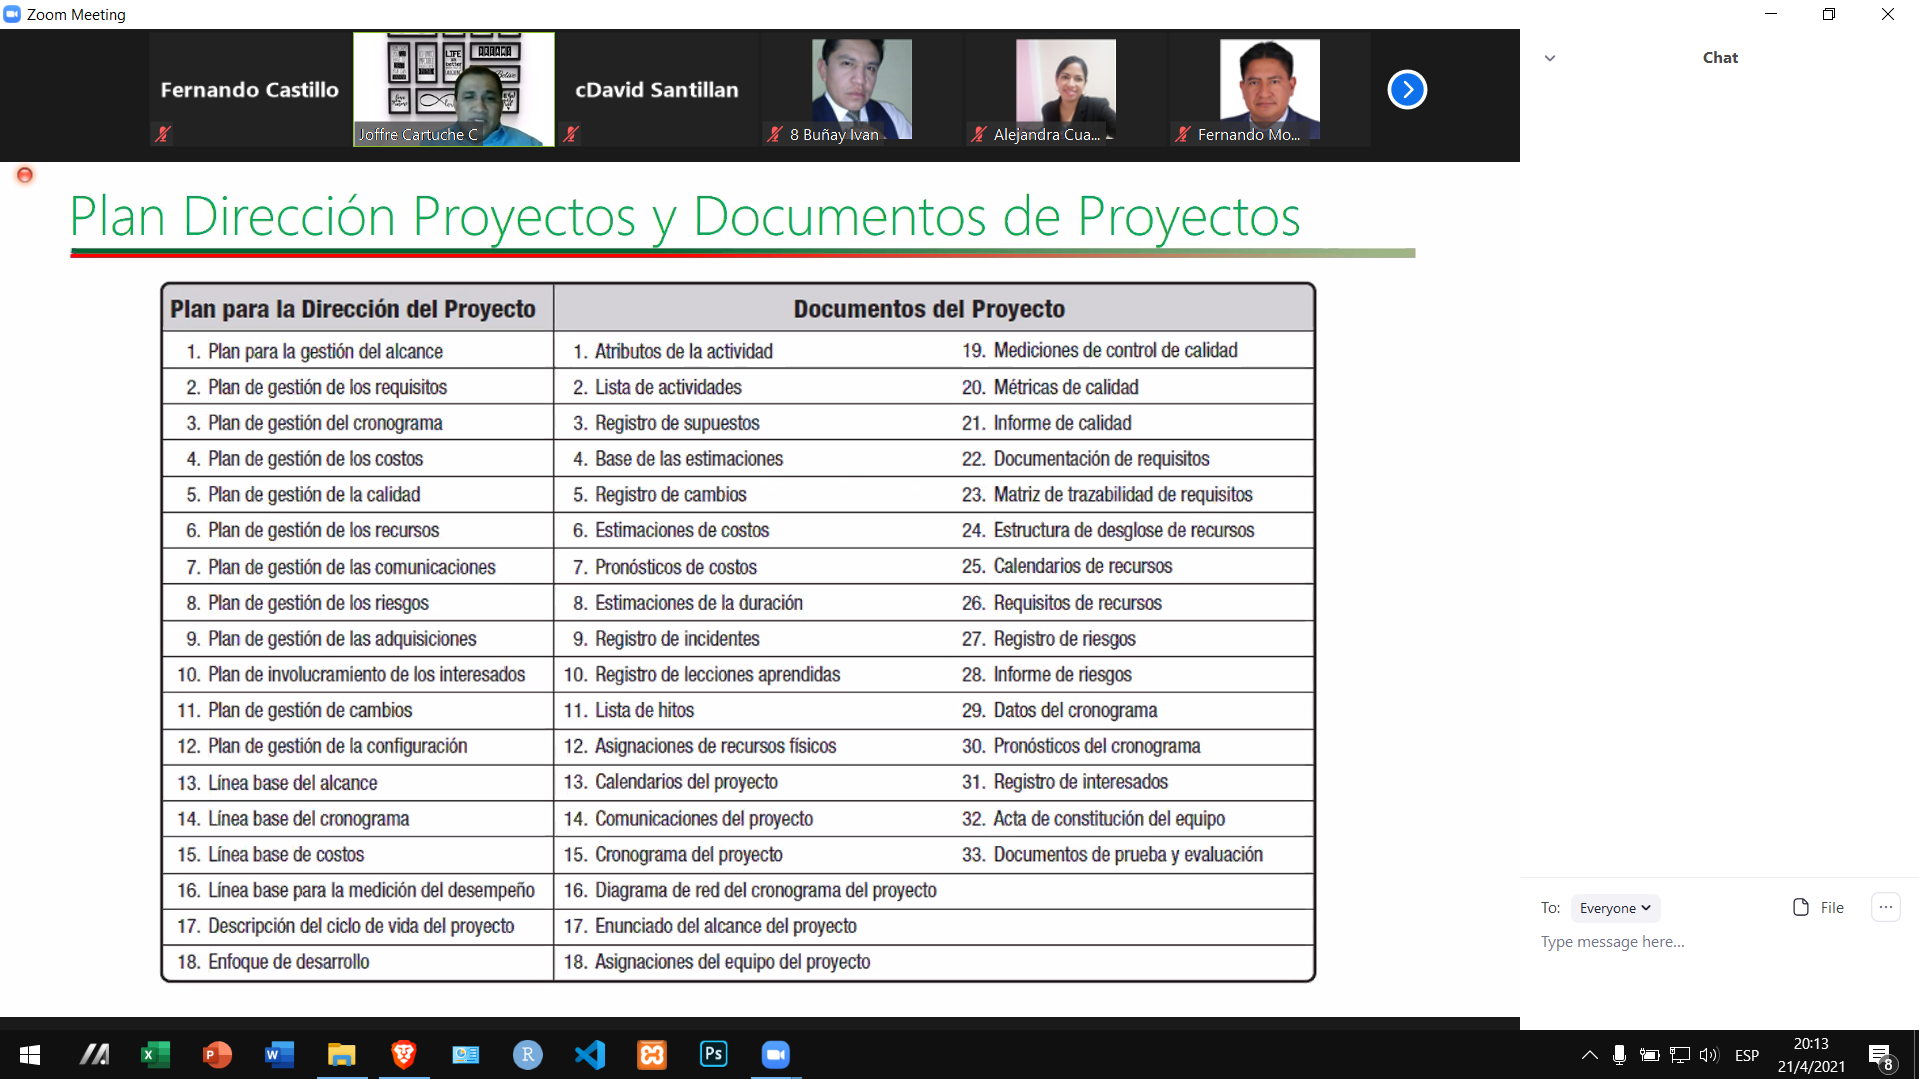 Zoom Meeting
Fernando Castillo
Joffre Cartuche C
cDavid Santillan
8 Buñay Ivan
Alejandra Cua...
Fernando Mo...
Chat
Plan Dirección Proyectos y Documentos de Proyectos
Plan para la Dirección del Proyecto
Documentos del Proyecto
1. Plan para la gestión del alcance
1. Atributos de la actividad
19. Mediciones de control de calidad
2. Plan de gestión de los requisitos
2. Lista de actividades
20. Métricas de calidad
3. Plan de gestión del cronograma
3. Registro de supuestos
21. Informe de calidad
4. Plan de gestión de los costos
4. Base de las estimaciones
22. Documentación de requisitos
5. Plan de gestión de la calidad
5. Registro de cambios
23. Matriz de trazabilidad de requisitos
6. Plan de gestión de los recursos
6. Estimaciones de costos
24. Estructura de desglose de recursos
7. Plan de gestión de las comunicaciones
7. Pronósticos de costos
25. Calendarios de recursos
8. Plan de gestión de los riesgos
8. Estimaciones de la duración
26. Requisitos de recursos
9. Plan de gestión de las adquisiciones
9. Registro de incidentes
27. Registro de riesgos
10. Plan de involucramiento de los interesados
10. Registro de lecciones aprendidas
28. Informe de riesgos
11. Plan de gestión de cambios
11. Lista de hitos
29. Datos del cronograma
12. Plan de gestión de la configuración
12. Asignaciones de recursos físicos
30. Pronósticos del cronograma
13. Línea base del alcance
13. Calendarios del proyecto
31. Registro de interesados
14. Línea base del cronograma
14. Comunicaciones del proyecto
32. Acta de constitución del equipo
15. Línea base de costos
15. Cronograma del proyecto
33. Documentos de prueba y evaluación
16. Línea base para la medición del desempeño
16. Diagrama de red del cronograma del proyecto
17. Descripción del ciclo de vida del proyecto
17. Enunciado del alcance del proyecto
18. Enfoque de desarrollo
18. Asignaciones del equipo del proyecto
To: Everyone
File
Type message here...
ESP
20:13
21/4/2021
8